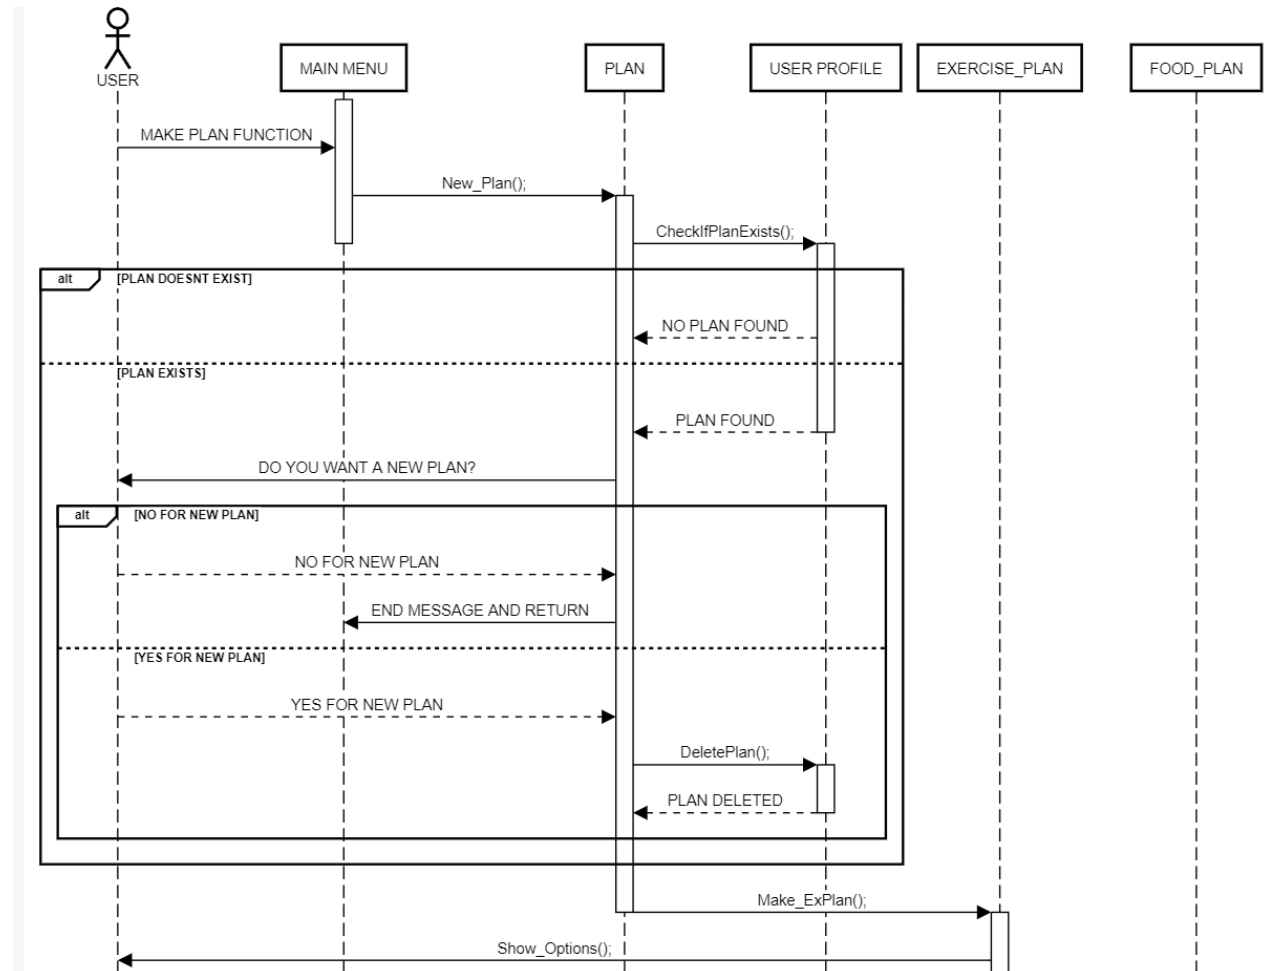 USER
MAIN MENU
PLAN
USER PROFILE
EXERCISE_PLAN
FOOD_PLAN
MAKE PLAN FUNCTION
New_Plan();
CheckIfPlanExists();
alt
[PLAN DOESNT EXIST]
NO PLAN FOUND
[PLAN EXISTS]
PLAN FOUND
DO YOU WANT A NEW PLAN?
alt
[NO FOR NEW PLAN]
NO FOR NEW PLAN
END MESSAGE AND RETURN
[YES FOR NEW PLAN]
YES FOR NEW PLAN
DeletePlan();
PLAN DELETED
Make_ExPlan();
Show_Options();